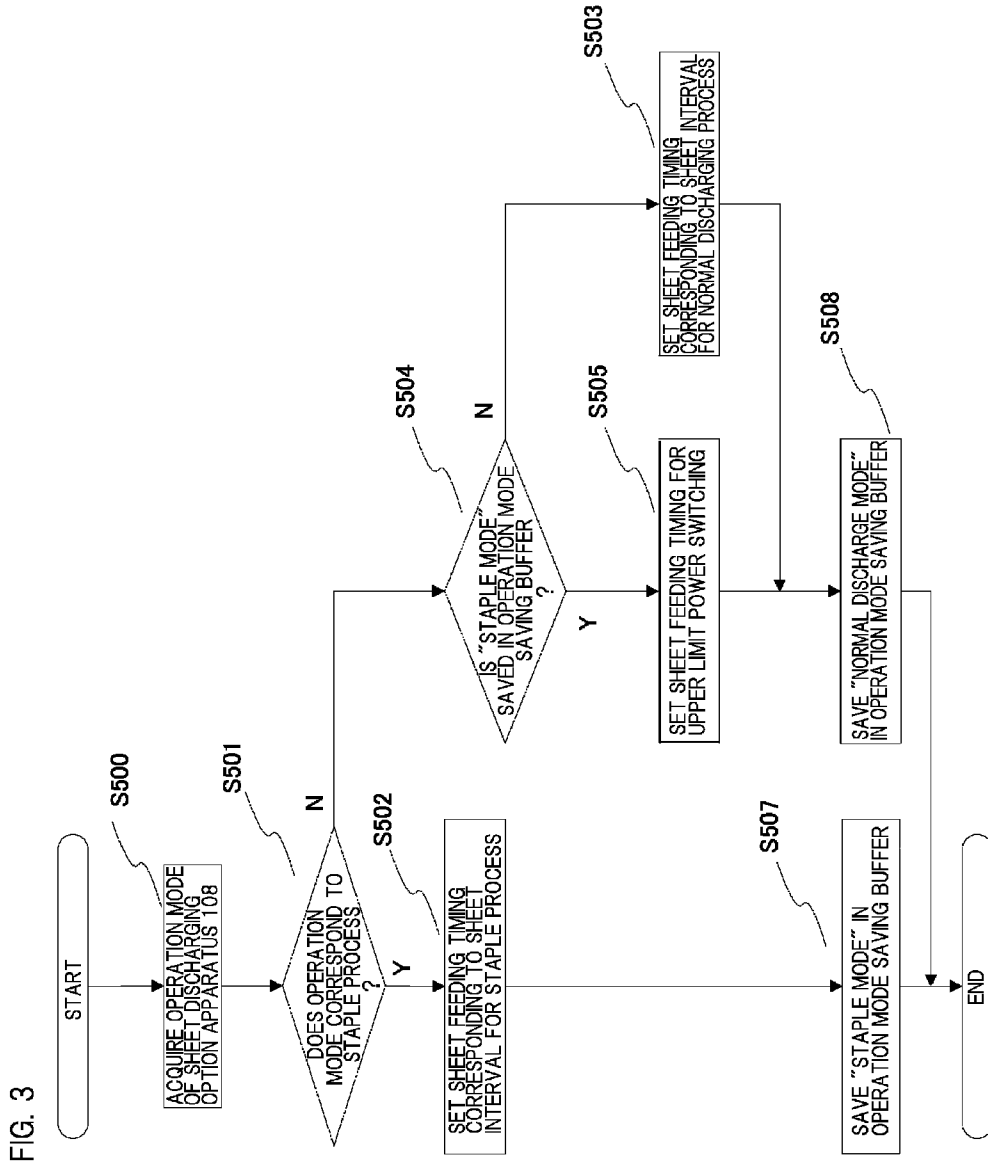 FIG. 3
START
S500
ACQUIRE OPERATION MODE
OF SHEET DISCHARGING
OPTION APPARATUS 108
S501
DOES OPERATION
MODE CORRESPOND TO
STAPLE PROCESS
?
N
Y
S502
SET SHEET FEEDING TIMING
CORRESPONDING TO SHEET
INTERVAL FOR STAPLE PROCESS
S504
IS "STAPLE MODE"
SAVED IN OPERATION MODE
SAVING BUFFER
?
N
Y
S505
SET SHEET FEEDING TIMING FOR
UPPER LIMIT POWER SWITCHING
S503
SET SHEET FEEDING TIMING
CORRESPONDING TO SHEET INTERVAL
FOR NORMAL DISCHARGING PROCESS
S507
SAVE "STAPLE MODE" IN
OPERATION MODE SAVING BUFFER
S508
SAVE "NORMAL DISCHARGE MODE"
IN OPERATION MODE SAVING BUFFER
END